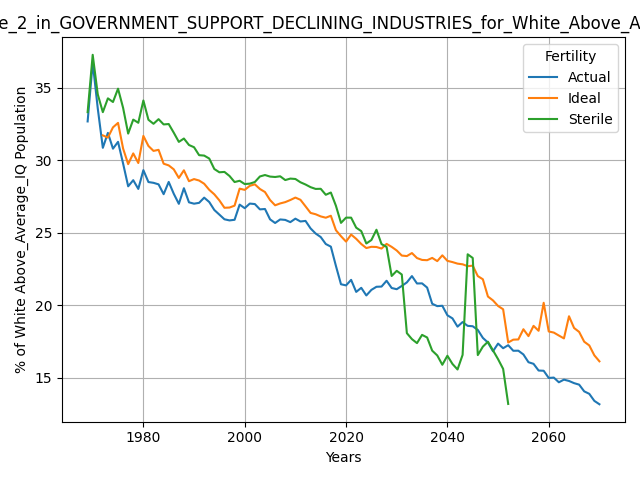 e_2_in_GOVERNMENT_SUPPORT_DECLINING_INDUSTRIES_for_White_Above_A
Fertility
Actual
Ideal
Sterile
% of White Above_Average_IQ Population
35
30
25
20
15
1980
2000
2020
2040
2060
Years